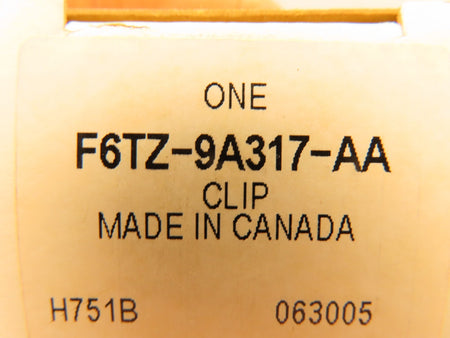 ONE
F6TZ-9A317-AA
CLIP
MADE IN CANADA
H751B 063005